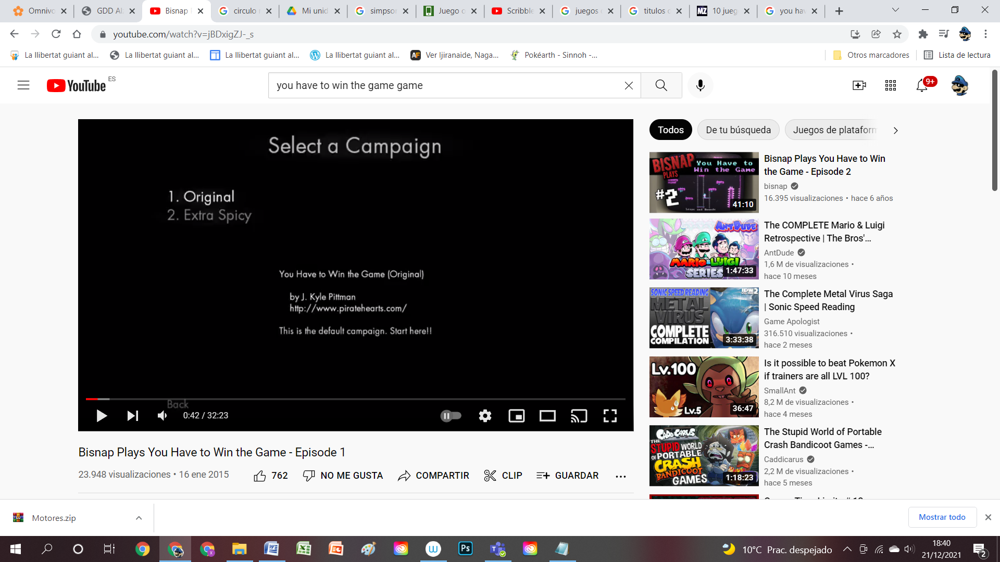 Omnivo
GDD Al
Bisnap
circulo
Mi unid
simpson
Juego o
Scribble
juegos
titulos c
MZ
10 jueg
you hav
youtube.com/watch?v=jBDxigZJ-_s
La llibertat guiant al...
La llibertat guiant al...
La llibertat guiant al...
La llibertat guiant al...
AF
Ver Ijiranaide, Naga...
Pokéarth - Sinnoh -...
Otros marcadores
Lista de lectura
YouTube
ES
you have to win the game game
9+
Select a Campaign
1. Original
2. Extra Spicy
You Have to Win the Game (Original)
by J. Kyle Pittman
http://www.piratehearts.com/
This is the default campaign. Start here!!
Back
0:42 / 32:23
Bisnap Plays You Have to Win the Game - Episode 1
23.948 visualizaciones • 16 ene 2015
762
NO ME GUSTA
COMPARTIR
CLIP
GUARDAR
Todos
De tu búsqueda
Juegos de plataform
BISNAP
PLAYS
You Have to
Win the Game
#2
Leaps and Bounds
41:10
Bisnap Plays You Have to Win
the Game - Episode 2
bisnap
16.395 visualizaciones • hace 6 años
ANTDUDE
MARIO & LUIGI
SERIES
1:47:33
The COMPLETE Mario & Luigi
Retrospective | The Bros'...
AntDude
1,6 M de visualizaciones •
hace 10 meses
SONIC SPEED READING
IDW
VOLUME 2
METAL
VIRUS
COMPLETE
COMPILATION
3:33:38
The Complete Metal Virus Saga
| Sonic Speed Reading
Game Apologist
316.510 visualizaciones •
hace 2 meses
Lv.100
Lv.5
36:47
Is it possible to beat Pokemon X
if trainers are all LVL 100?
SmallAnt
8,2 M de visualizaciones •
hace 4 meses
CADDICARUS
THE
STUPID WORLD
OF PORTABLE
CRASH
BANDICOOT
GAMES
1:18:23
The Stupid World of Portable
Crash Bandicoot Games -...
Caddicarus
2,2 M de visualizaciones •
hace 5 meses
Motores.zip
Mostrar todo
Ps
10°C Prac. despejado
18:40
21/12/2021
2